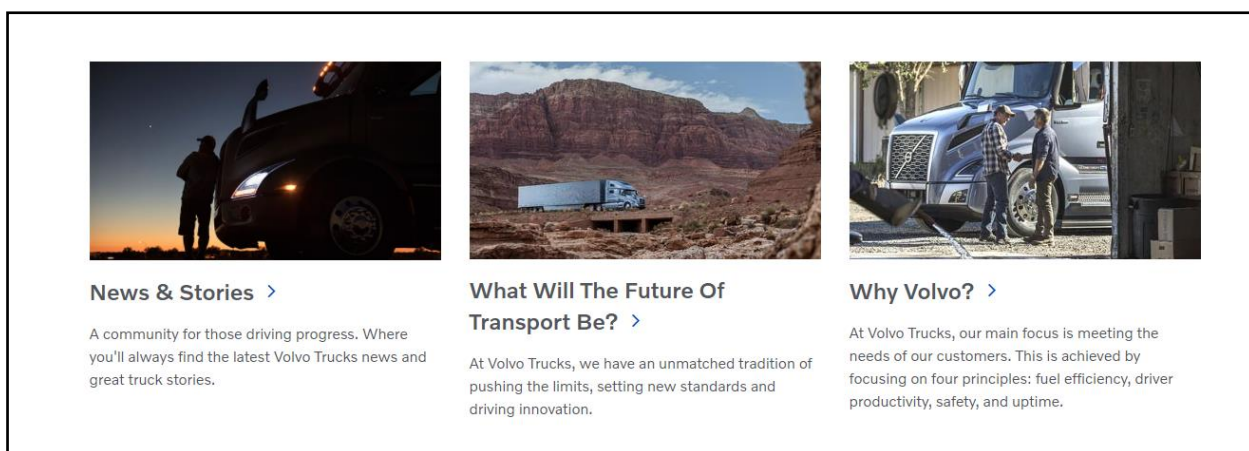 News & Stories >
A community for those driving progress. Where
you'll always find the latest Volvo Trucks news and
great truck stories.
What Will The Future Of
Transport Be? >
At Volvo Trucks, we have an unmatched tradition of
pushing the limits, setting new standards and
driving innovation.
Why Volvo? >
At Volvo Trucks, our main focus is meeting the
needs of our customers. This is achieved by
focusing on four principles: fuel efficiency, driver
productivity, safety, and uptime.